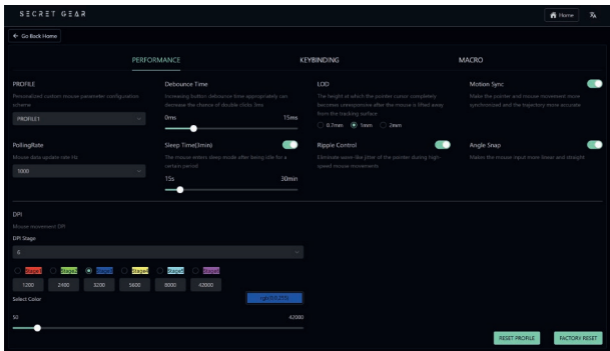 SECRET GEAR
Home
Go Back Home
PERFORMANCE
KEYBINDING
MACRO
PROFILE
Personalized custom mouse parameter configuration
scheme
PROFILE1
Debounce Time
Increasing button debounce time appropriately can
decrease the chance of double clicks 3ms
0ms
15ms
LOD
The height at which the pointer cursor completely
becomes unresponsive after the mouse is lifted away
from the tracking surface
0.7mm
1mm
2mm
Motion Sync
Make the pointer and mouse movement more
synchronized and the trajectory more accurate
PollingRate
Mouse data update rate Hz
1000
Sleep Time(3min)
The mouse enters sleep mode after being idle for a
certain period
15s
30min
Ripple Control
Eliminate wave-like jitter of the pointer during high-
speed mouse movements
Angle Snap
Makes the mouse input more linear and straight
DPI
Mouse movement DPI
DPI Stage
6
Stage1
Stage2
Stage3
Stage4
Stage5
Stage6
1200
2400
3200
5600
8000
42000
Select Color
50
42000
RESET PROFILE
FACTORY RESET